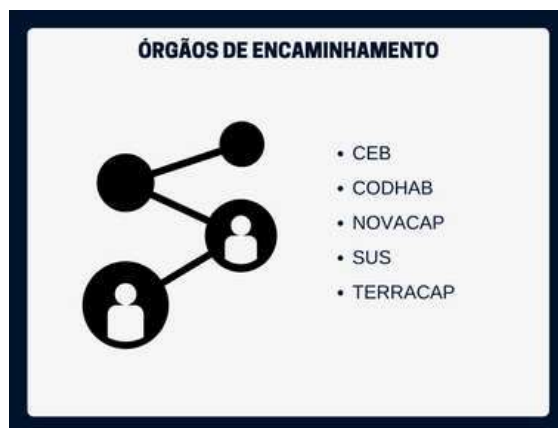 ÓRGÃOS DE ENCAMINHAMENTO
• CEB
• CODHAB
• NOVACAP
• SUS
• TERRACAP